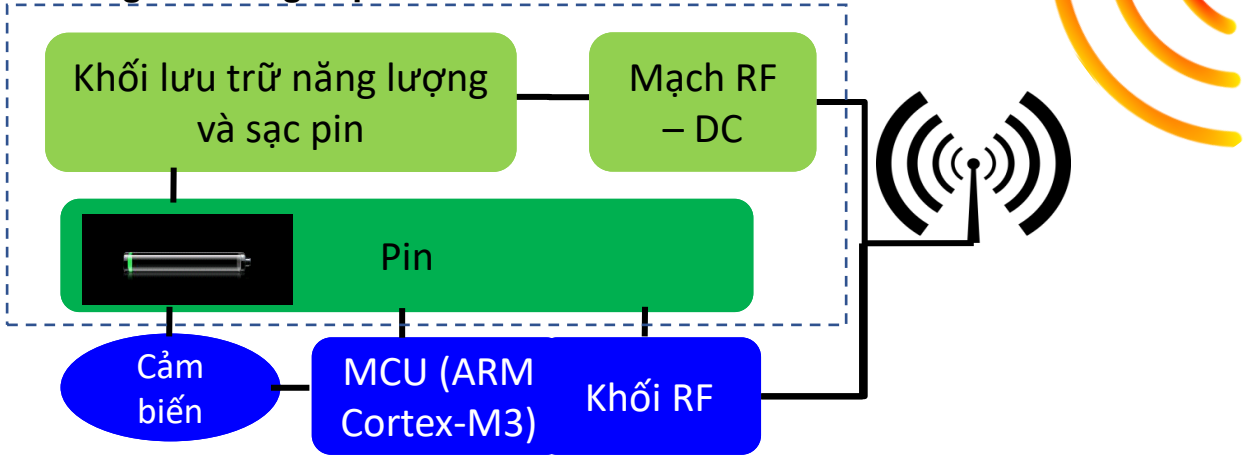 Khối lưu trữ năng lượng
và sạc pin
Mạch RF
– DC
Pin
Cảm
biến
MCU (ARM
Cortex-M3)
Khối RF